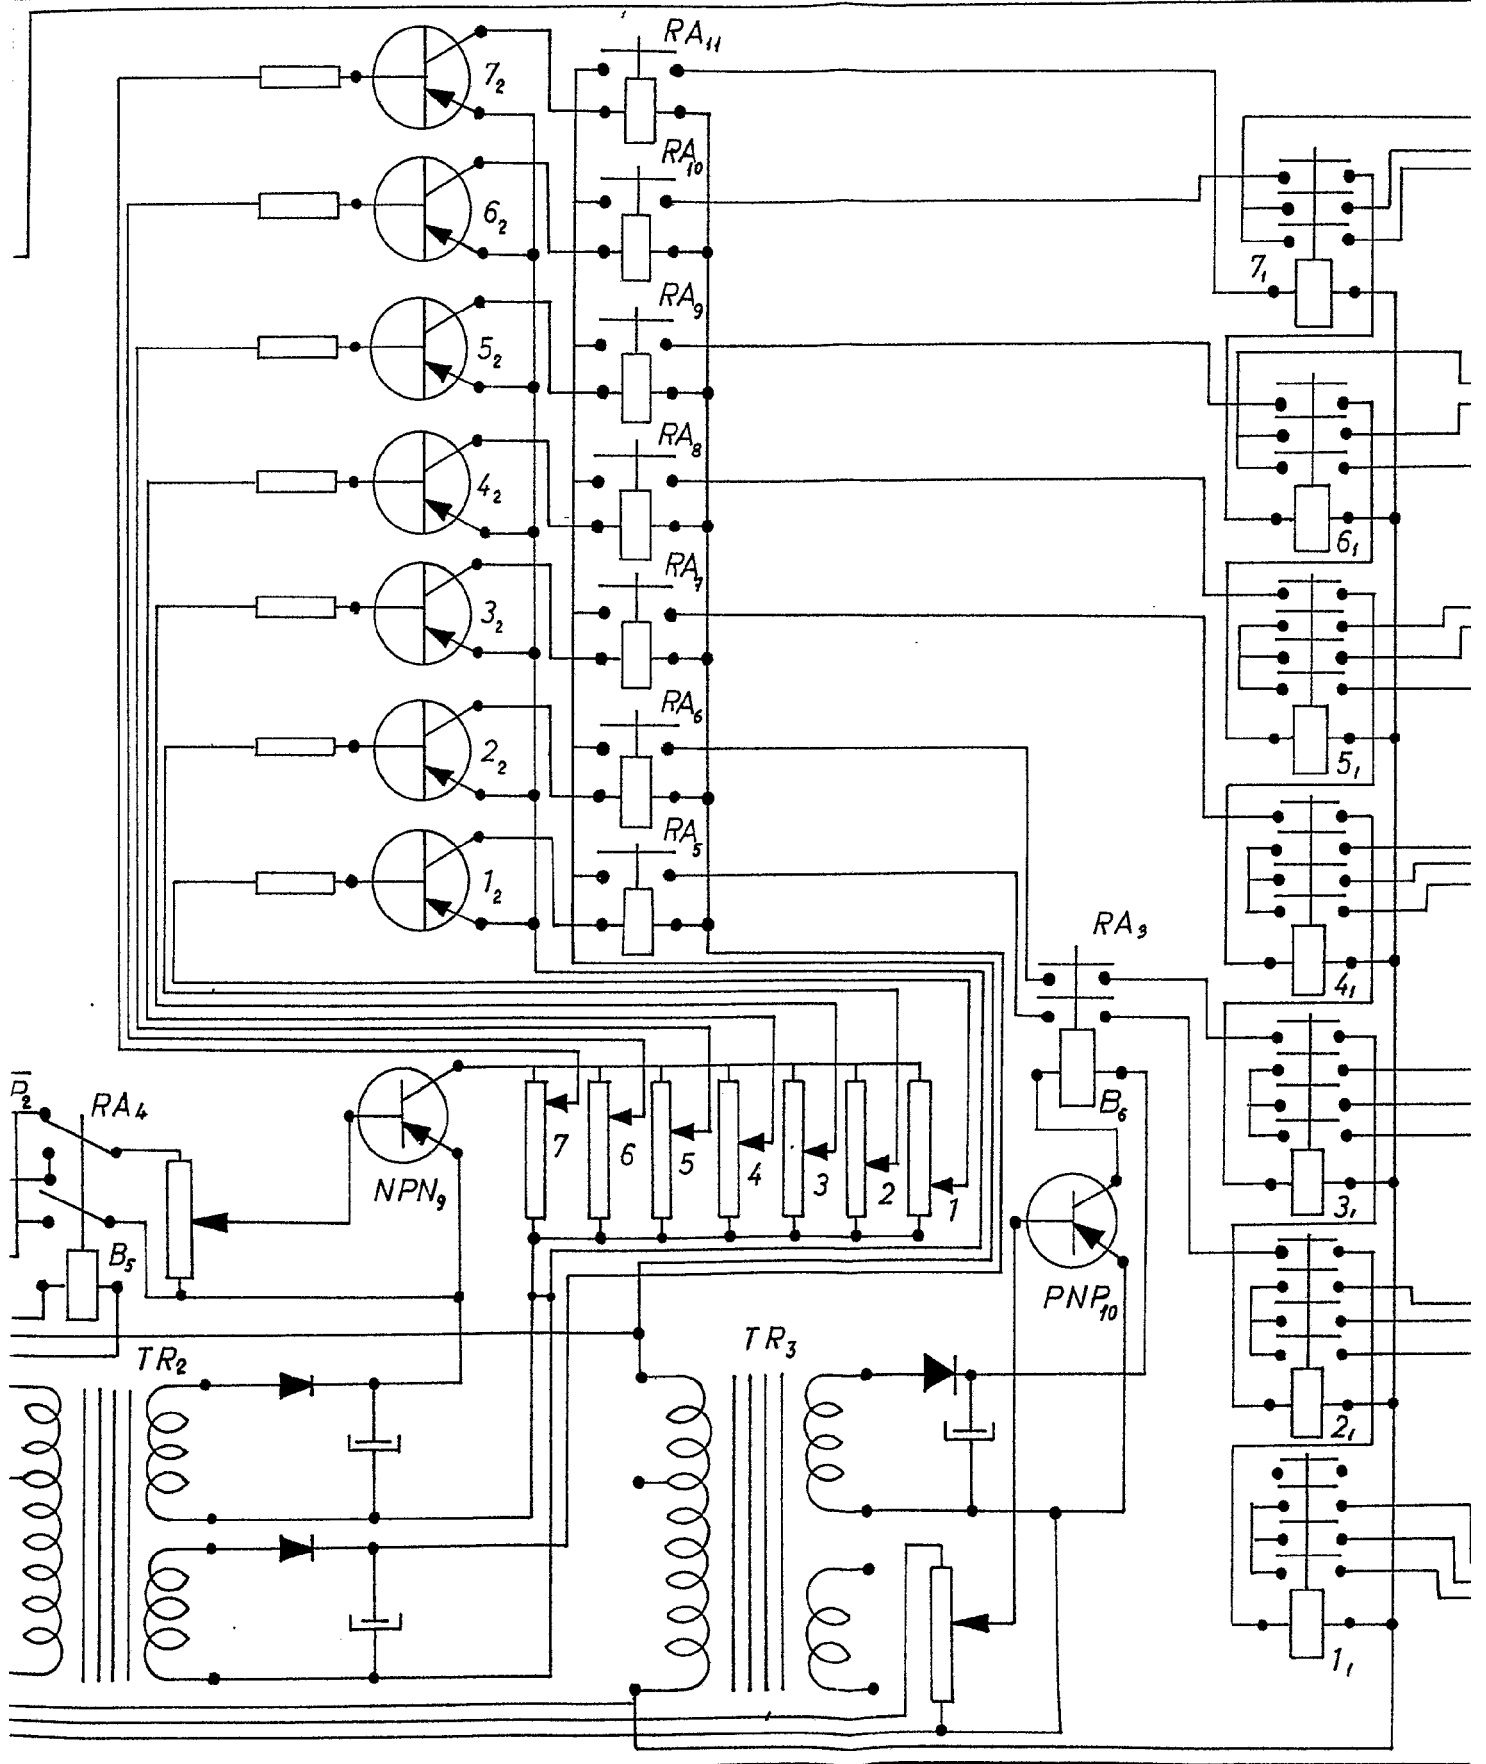 RA₁₁
7₂
RA₁₀
6₂
7₁
RA₉
5₂
RA₈
4₂
6₁
RA₇
3₂
RA₆
2₂
5₁
RA₅
1₂
RA₃
4₁
P̅₂
RA₄
B₆
7 6 5 4 3 2 1
NPN₉
3₁
B₅
PNP₁₀
TR₃
TR₂
2₁
1₁